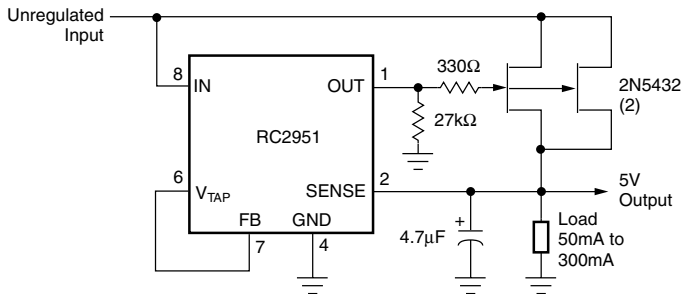 Unregulated
Input
8
IN
OUT
1
330Ω
2N5432
(2)
27kΩ
RC2951
6
V_TAP
SENSE
2
5V
Output
FB
GND
7
4
4.7µF
+
Load
50mA to
300mA